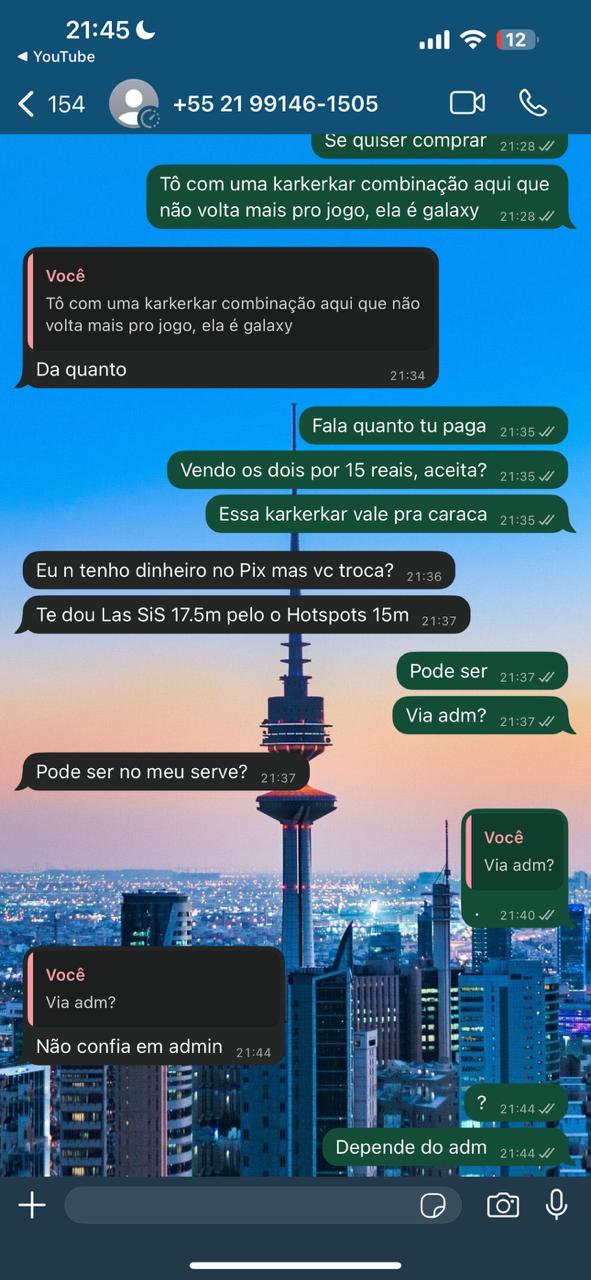 21:45
12
◀ YouTube
154
+55 21 99146-1505
Se quiser comprar 21:28
Tô com uma karkerkar combinação aqui que
não volta mais pro jogo, ela é galaxy 21:28
Você
Tô com uma karkerkar combinação aqui que não
volta mais pro jogo, ela é galaxy
Da quanto 21:34
Fala quanto tu paga 21:35
Vendo os dois por 15 reais, aceita? 21:35
Essa karkerkar vale pra caraca 21:35
Eu n tenho dinheiro no Pix mas vc troca? 21:36
Te dou Las SiS 17.5m pelo o Hotspots 15m 21:37
Pode ser 21:37
Via adm? 21:37
Pode ser no meu serve? 21:37
Você
Via adm?
. 21:40
Você
Via adm?
Não confia em admin 21:44
? 21:44
Depende do adm 21:44